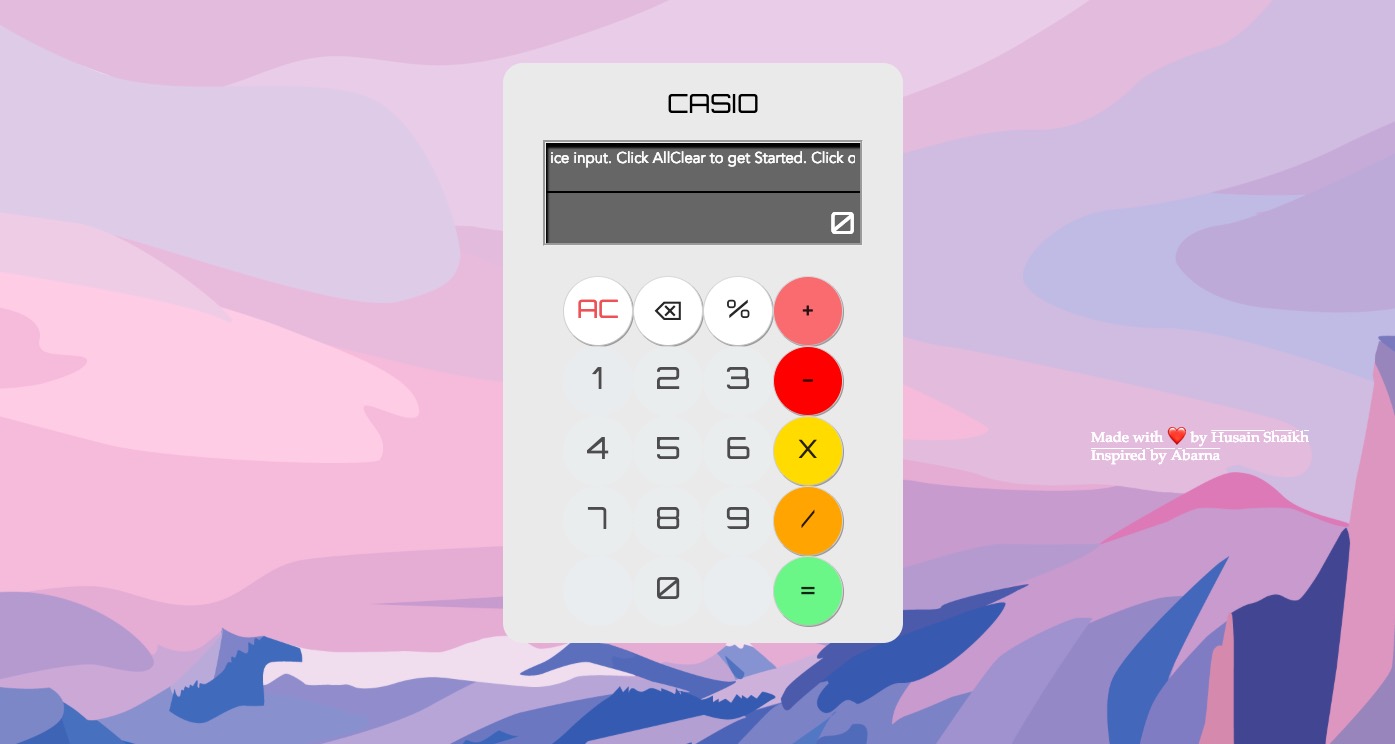 CASIO
ice input. Click AllClear to get Started. Click
0
AC % +
1 2 3 -
4 5 6 X
7 8 9 /
0 =
Made with ❤️ by Husain Shaikh
Inspired by Abarna